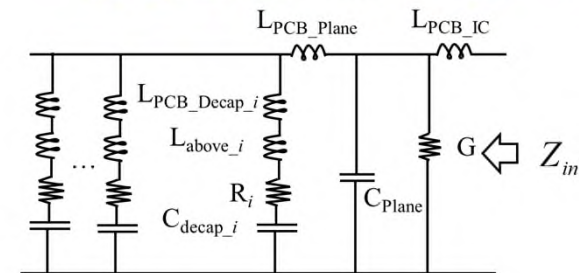 L_PCB_Plane
L_PCB_IC
L_PCB_Decap_i
L_above_i
...
R_i
C_decap_i
C_Plane
G
Z_in